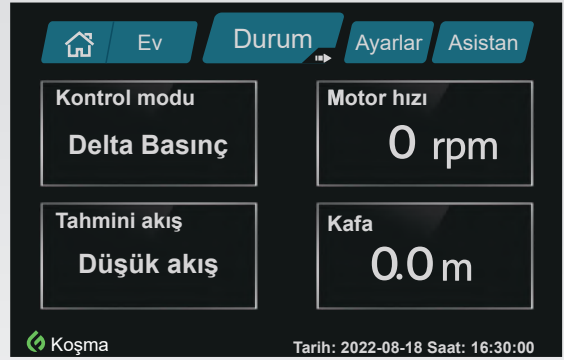 Ev
Durum
Ayarlar
Asistan
Kontrol modu
Delta Basınç
Motor hızı
0 rpm
Tahmini akış
Düşük akış
Kafa
0.0 m
Koşma
Tarih: 2022-08-18 Saat: 16:30:00